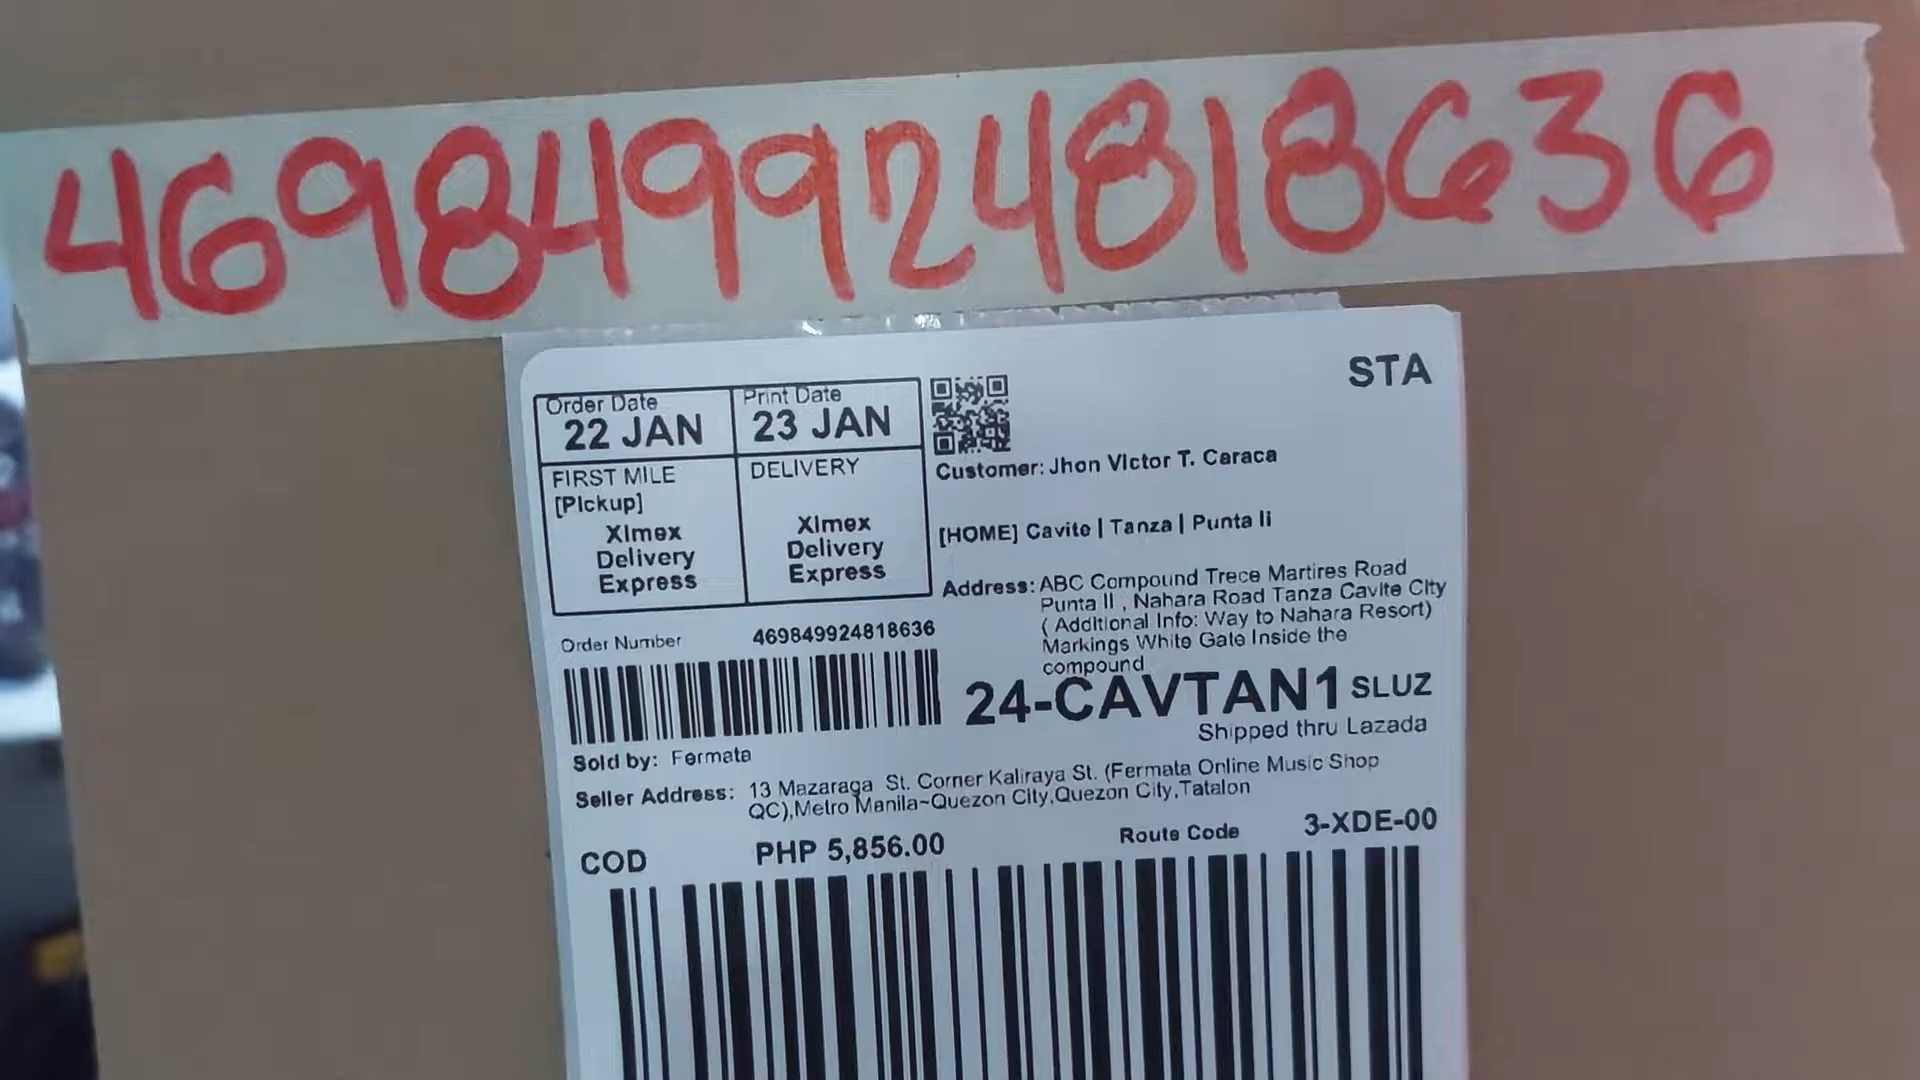 469849924818636
STA
Order Date
22 JAN
Print Date
23 JAN
FIRST MILE
[Pickup]
Ximex
Delivery
Express
DELIVERY
Ximex
Delivery
Express
Customer: Jhon Victor T. Caraca
[HOME] Cavite | Tanza | Punta Ii
Address: ABC Compound Trece Martires Road
Punta II , Nahara Road Tanza Cavite City
( Additional Info: Way to Nahara Resort)
Markings White Gate Inside the
compound
Order Number 469849924818636
24-CAVTAN1 SLUZ
Shipped thru Lazada
Sold by: Fermata
Seller Address: 13 Mazaraga St. Corner Kaliraya St. (Fermata Online Music Shop
QC),Metro Manila~Quezon City,Quezon City,Tatalon
COD PHP 5,856.00 Route Code 3-XDE-00